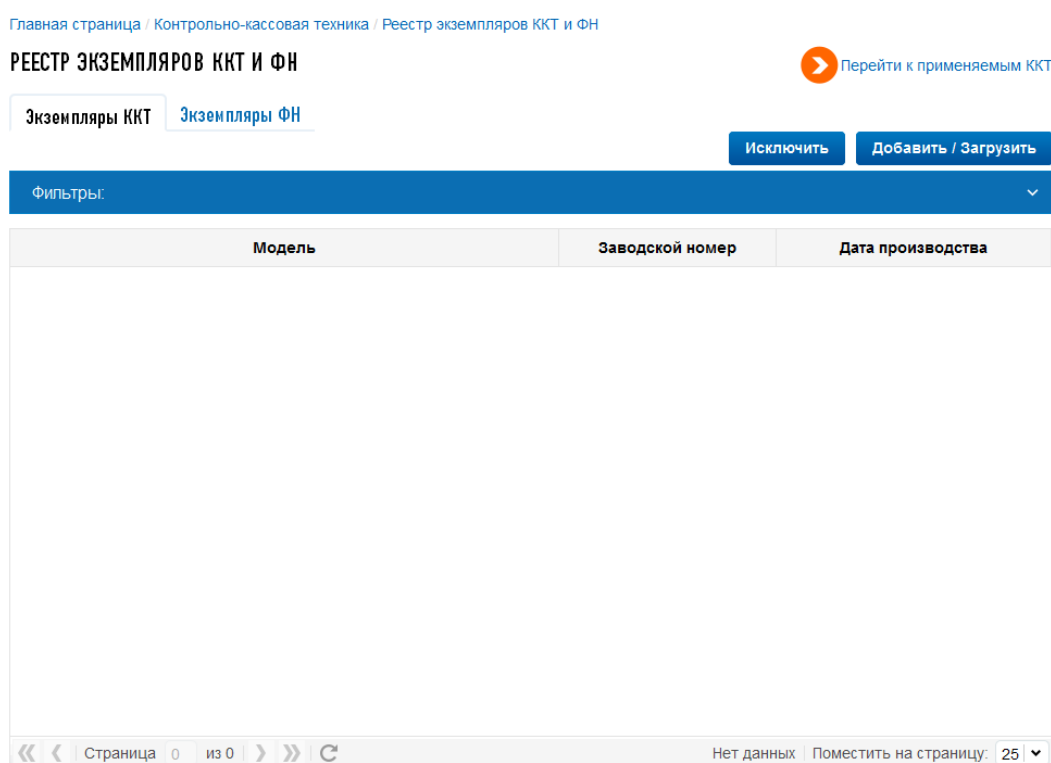 Главная страница / Контрольно-кассовая техника / Реестр экземпляров ККТ и ФН
РЕЕСТР ЭКЗЕМПЛЯРОВ ККТ И ФН
Перейти к применяемым ККТ
Экземпляры ККТ Экземпляры ФН
Исключить Добавить / Загрузить
Фильтры:
Модель Заводской номер Дата производства
Страница 0 из 0 Нет данных Поместить на страницу: 25